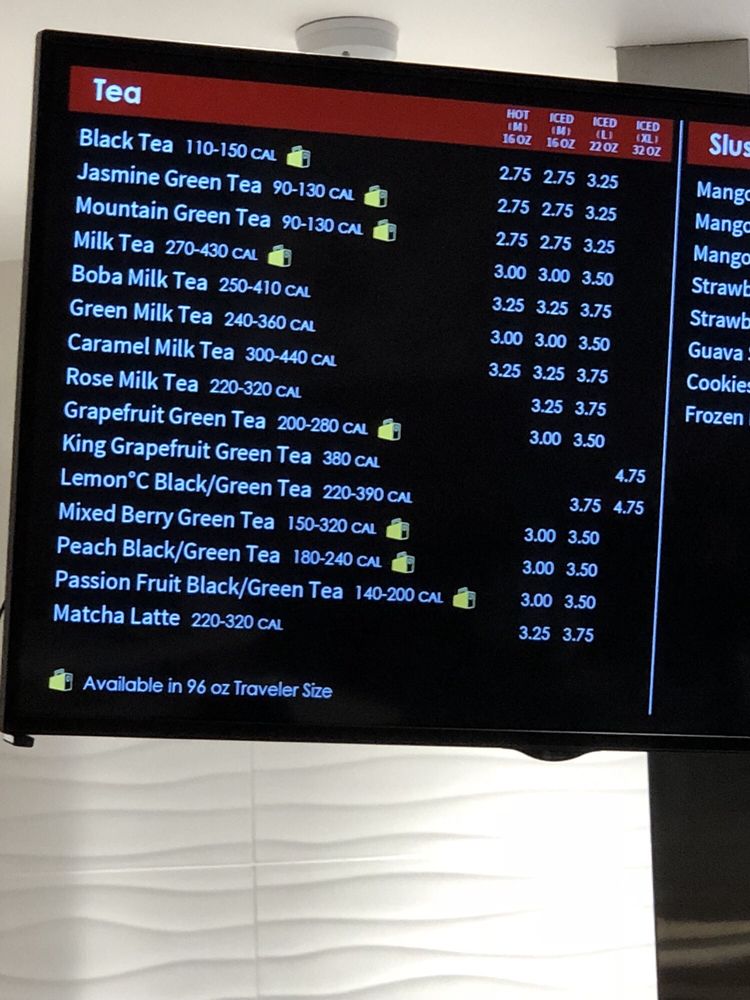 Tea
HOT (M) 16 OZ ICED (M) 16 OZ ICED (L) 22 OZ ICED (XL) 32 OZ
Black Tea 110-150 CAL 2.75 2.75 3.25
Jasmine Green Tea 90-130 CAL 2.75 2.75 3.25
Mountain Green Tea 90-130 CAL 2.75 2.75 3.25
Milk Tea 270-430 CAL 3.00 3.00 3.50
Boba Milk Tea 250-410 CAL 3.25 3.25 3.75
Green Milk Tea 240-360 CAL 3.00 3.00 3.50
Caramel Milk Tea 300-440 CAL 3.25 3.25 3.75
Rose Milk Tea 220-320 CAL 3.25 3.75
Grapefruit Green Tea 200-280 CAL 3.00 3.50
King Grapefruit Green Tea 380 CAL 4.75
Lemon°C Black/Green Tea 220-390 CAL 3.75 4.75
Mixed Berry Green Tea 150-320 CAL 3.00 3.50
Peach Black/Green Tea 180-240 CAL 3.00 3.50
Passion Fruit Black/Green Tea 140-200 CAL 3.00 3.50
Matcha Latte 220-320 CAL 3.25 3.75
Available in 96 oz Traveler Size
Slus
Mango
Mango
Mango
Strawb
Strawb
Guava
Cookies
Frozen